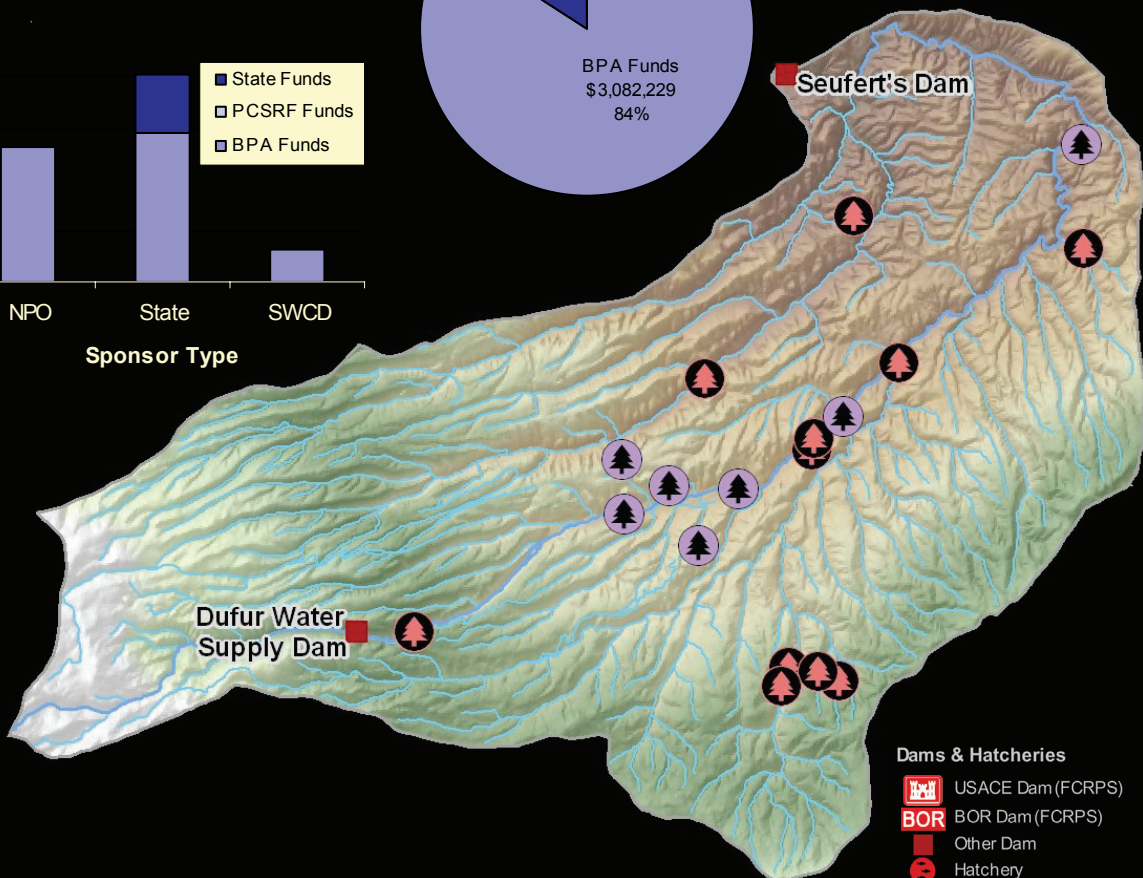 State Funds
PCSRF Funds
BPA Funds
NPO
State
SWCD
Sponsor Type
BPA Funds
$3,082,229
84%
Seufert's Dam
Dufur Water
Supply Dam
Dams & Hatcheries
USACE Dam (FCRPS)
BOR
BOR Dam (FCRPS)
Other Dam
Hatchery